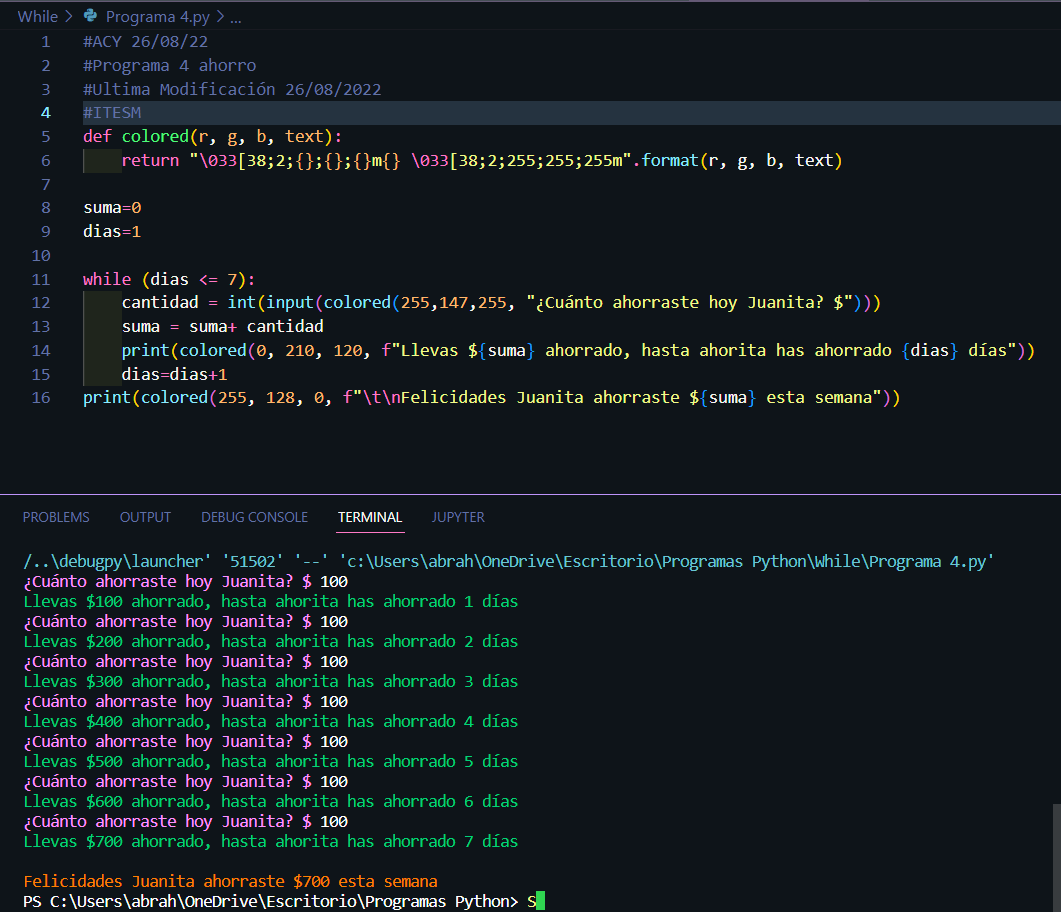 While > Programa 4.py > ...
1 #ACY 26/08/22
2 #Programa 4 ahorro
3 #Ultima Modificación 26/08/2022
4 #ITESM
5 def colored(r, g, b, text):
6     return "\033[38;2;{};{};{}m{} \033[38;2;255;255;255m".format(r, g, b, text)
7
8 suma=0
9 dias=1
10
11 while (dias <= 7):
12     cantidad = int(input(colored(255,147,255, "¿Cuánto ahorraste hoy Juanita? $")))
13     suma = suma+ cantidad
14     print(colored(0, 210, 120, f"Llevas ${suma} ahorrado, hasta ahorita has ahorrado {dias} días"))
15     dias=dias+1
16 print(colored(255, 128, 0, f"\t\nFelicidades Juanita ahorraste ${suma} esta semana"))
PROBLEMS OUTPUT DEBUG CONSOLE TERMINAL JUPYTER
/..\debugpy\launcher' '51502' '--' 'c:\Users\abrah\OneDrive\Escritorio\Programas Python\While\Programa 4.py'
¿Cuánto ahorraste hoy Juanita? $ 100
Llevas $100 ahorrado, hasta ahorita has ahorrado 1 días
¿Cuánto ahorraste hoy Juanita? $ 100
Llevas $200 ahorrado, hasta ahorita has ahorrado 2 días
¿Cuánto ahorraste hoy Juanita? $ 100
Llevas $300 ahorrado, hasta ahorita has ahorrado 3 días
¿Cuánto ahorraste hoy Juanita? $ 100
Llevas $400 ahorrado, hasta ahorita has ahorrado 4 días
¿Cuánto ahorraste hoy Juanita? $ 100
Llevas $500 ahorrado, hasta ahorita has ahorrado 5 días
¿Cuánto ahorraste hoy Juanita? $ 100
Llevas $600 ahorrado, hasta ahorita has ahorrado 6 días
¿Cuánto ahorraste hoy Juanita? $ 100
Llevas $700 ahorrado, hasta ahorita has ahorrado 7 días
Felicidades Juanita ahorraste $700 esta semana
PS C:\Users\abrah\OneDrive\Escritorio\Programas Python> S